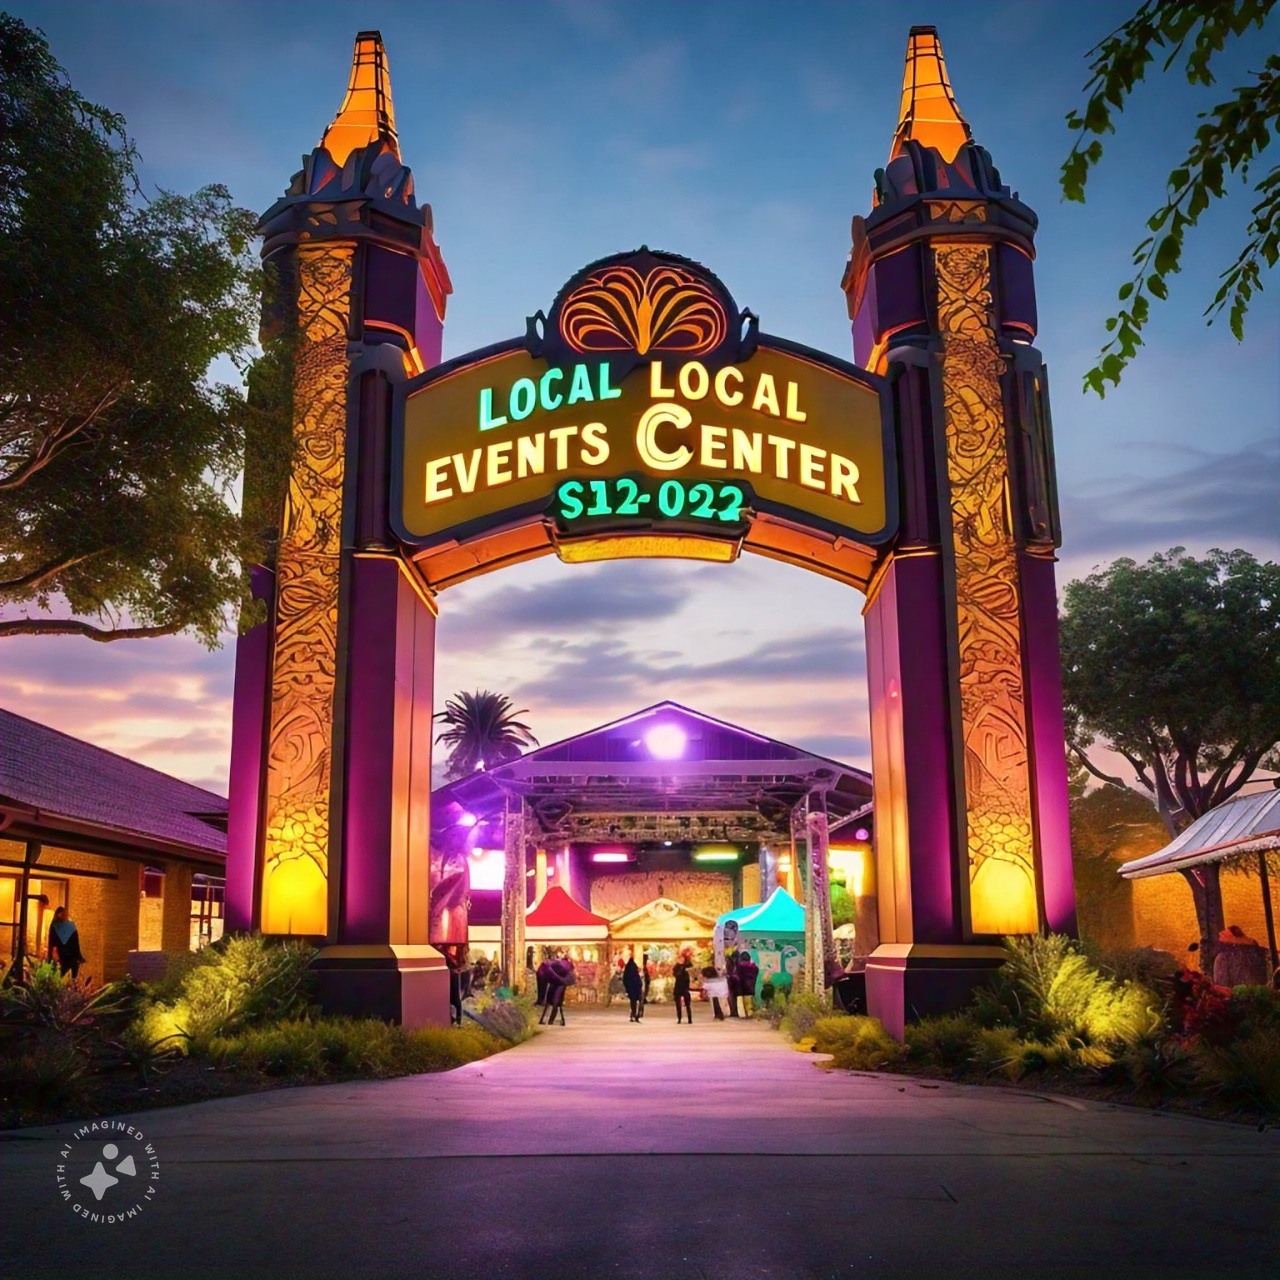 LOCAL LOCAL
EVENTS CENTER
S12-022
IMAGINED WITH AI IMAGINED WITH AI